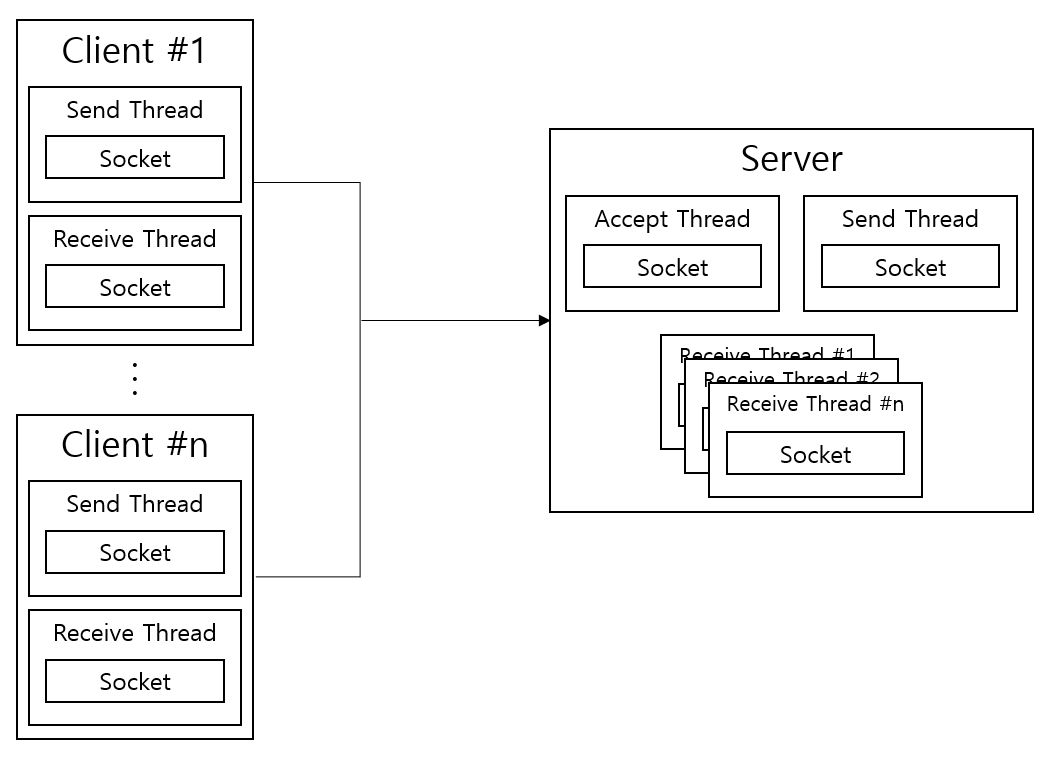 Client #1
Send Thread
Socket
Receive Thread
Socket
Client #n
Send Thread
Socket
Receive Thread
Socket
Server
Accept Thread
Socket
Send Thread
Socket
Receive Thread #1
Receive Thread #2
Receive Thread #n
Socket